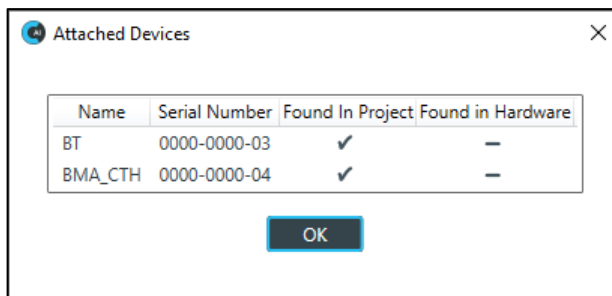 Attached Devices
Name Serial Number Found In Project Found in Hardware
BT 0000-0000-03 ✔ –
BMA_CTH 0000-0000-04 ✔ –
OK